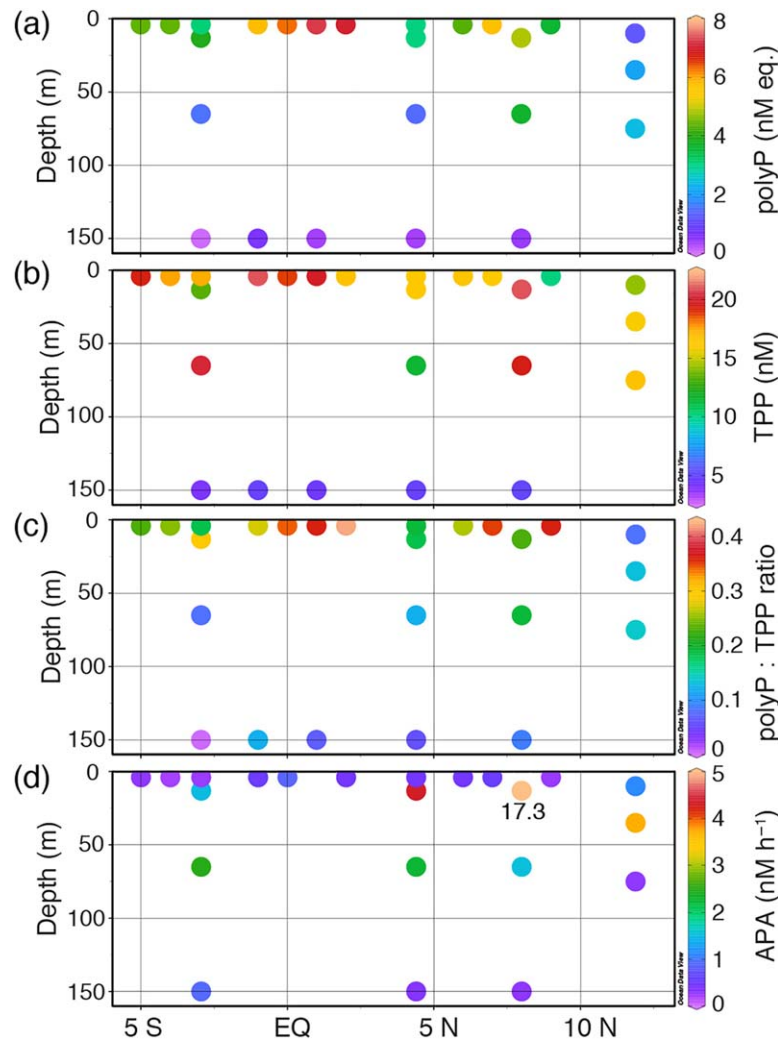 (a)
Depth (m)
0
50
100
150
8
6
4
2
0
polyP (nM eq.)
Ocean Data View
(b)
Depth (m)
0
50
100
150
20
15
10
5
TPP (nM)
Ocean Data View
(c)
Depth (m)
0
50
100
150
0.4
0.3
0.2
0.1
0
polyP : TPP ratio
Ocean Data View
(d)
Depth (m)
0
50
100
150
17.3
5
4
3
2
1
0
APA (nM h⁻¹)
Ocean Data View
5 S EQ 5 N 10 N